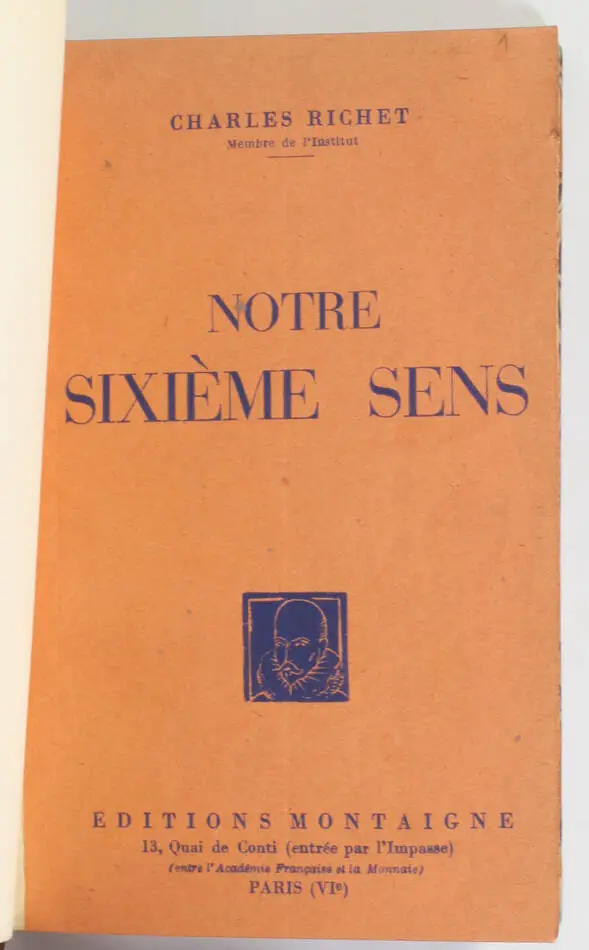 1
CHARLES RICHET
Membre de l'Institut
NOTRE
SIXIÈME SENS
EDITIONS MONTAIGNE
13, Quai de Conti (entrée par l'Impasse)
(entre l'Académie Française et la Monnaie)
PARIS (VIe)